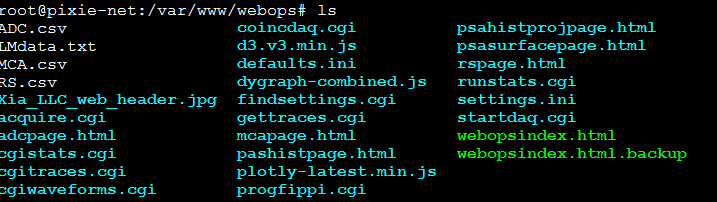 root@pixie-net:/var/www/webops# ls
ADC.csv coincdaq.cgi psahistprojpage.html
LMdata.txt d3.v3.min.js psasurfacepage.html
MCA.csv defaults.ini rspage.html
RS.csv dygraph-combined.js runstats.cgi
Xia_LLC_web_header.jpg findsettings.cgi settings.ini
acquire.cgi gettraces.cgi startdaq.cgi
adcpage.html mcapage.html webopsindex.html
cgistats.cgi pashistpage.html webopsindex.html.backup
cgitraces.cgi plotly-latest.min.js
cgiwaveforms.cgi progfippi.cgi